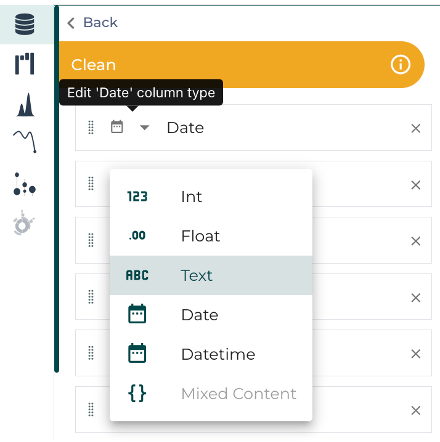 Back
Clean
Edit 'Date' column type
Date
123 Int
.00 Float
ABC Text
Date
Datetime
{} Mixed Content